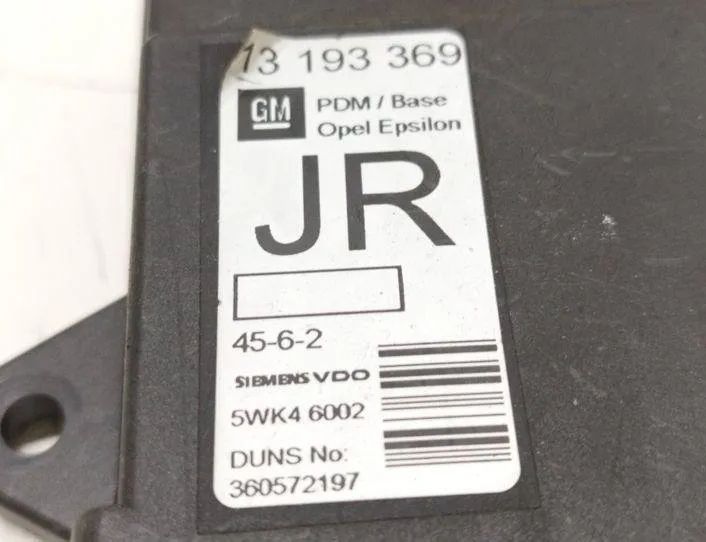 13 193 369
GM
PDM / Base
Opel Epsilon
JR
45-6-2
SIEMENS VDO
5WK4 6002
DUNS No:
360572197